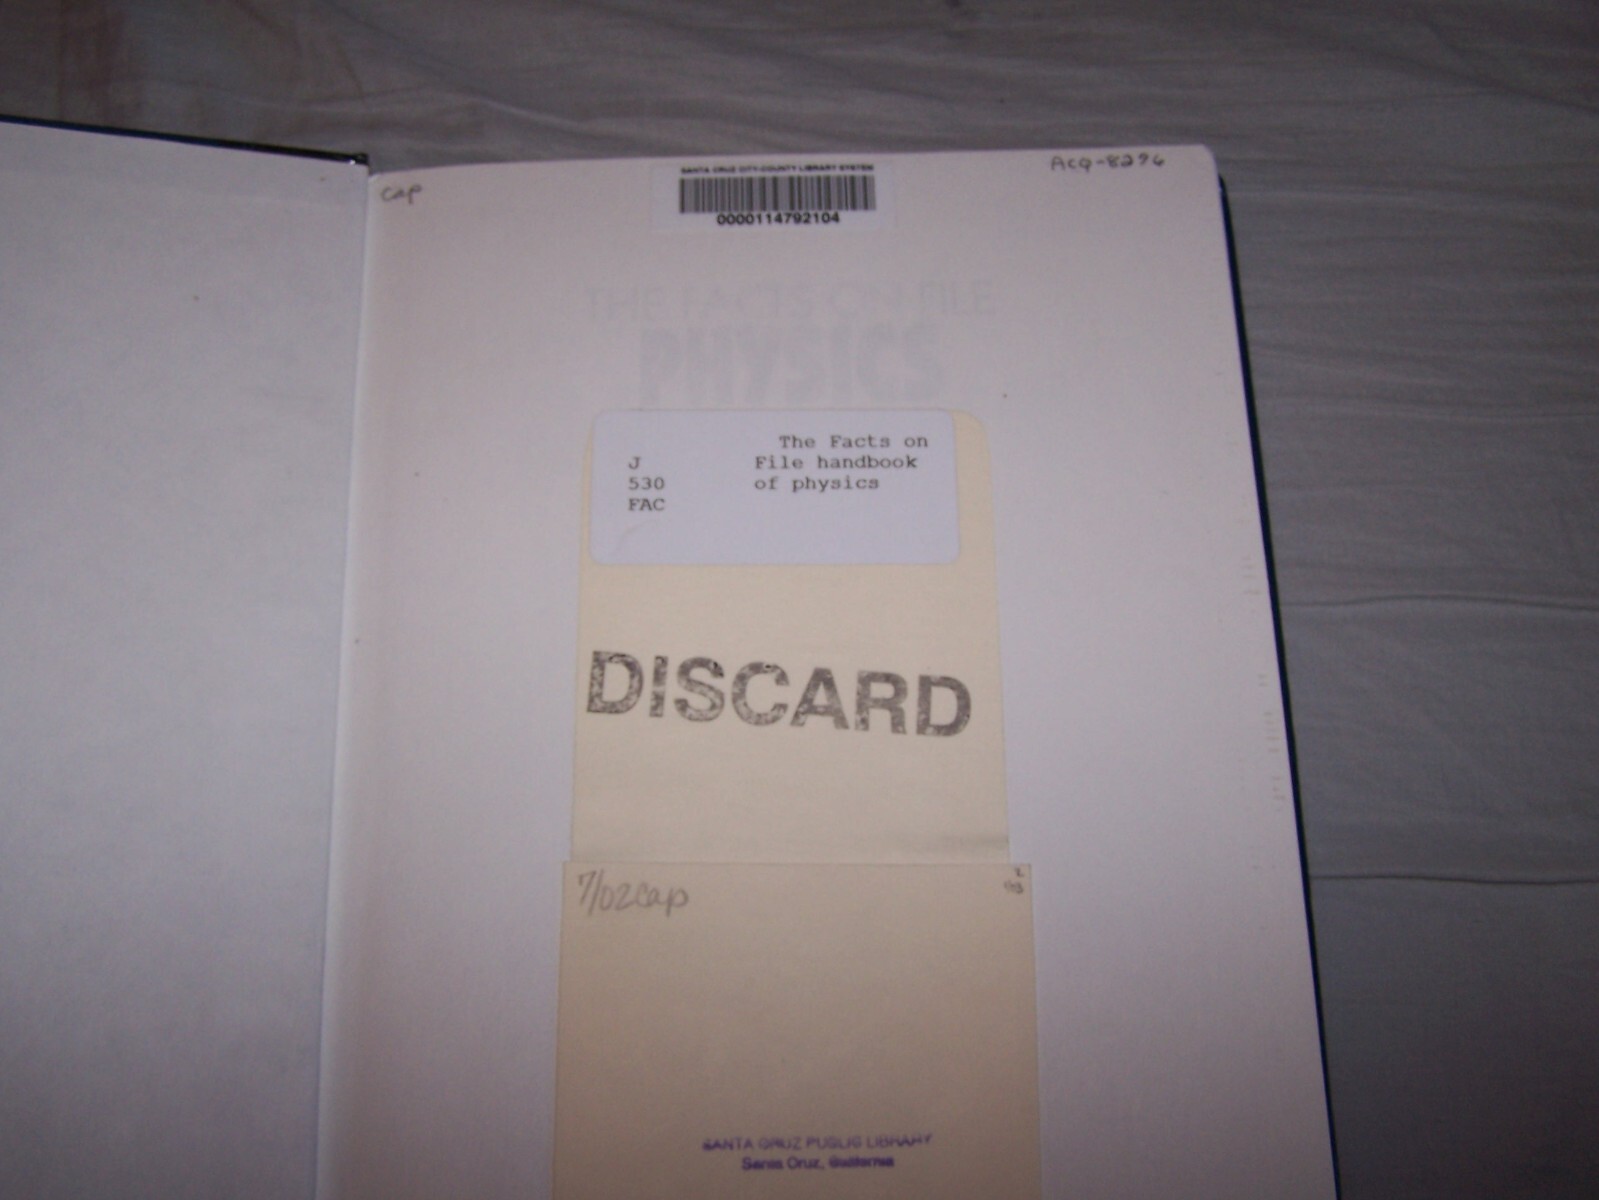 cap
SANTA CRUZ CITY-COUNTY LIBRARY SYSTEM
0000114792104
ACQ-8296
THE FACTS ON FILE
PHYSICS
The Facts on
J File handbook
530 of physics
FAC
DISCARD
7/02cap
SANTA CRUZ PUBLIC LIBRARY
Santa Cruz, California